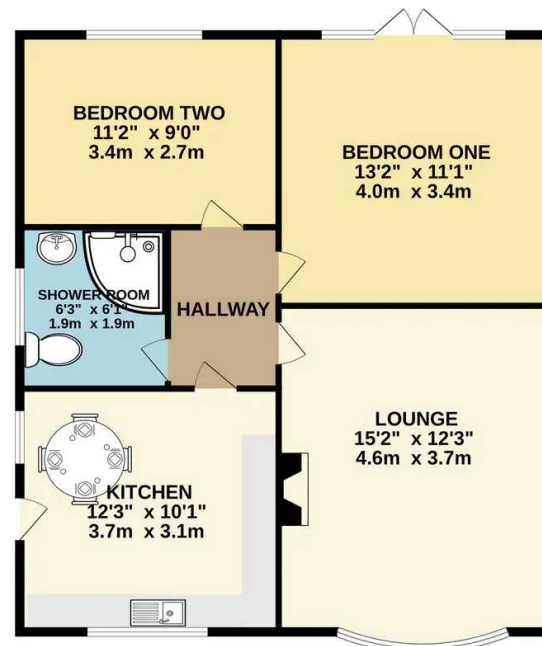 BEDROOM TWO
11'2" x 9'0"
3.4m x 2.7m
BEDROOM ONE
13'2" x 11'1"
4.0m x 3.4m
SHOWER ROOM
6'3" x 6'1"
1.9m x 1.9m
HALLWAY
LOUNGE
15'2" x 12'3"
4.6m x 3.7m
KITCHEN
12'3" x 10'1"
3.7m x 3.1m